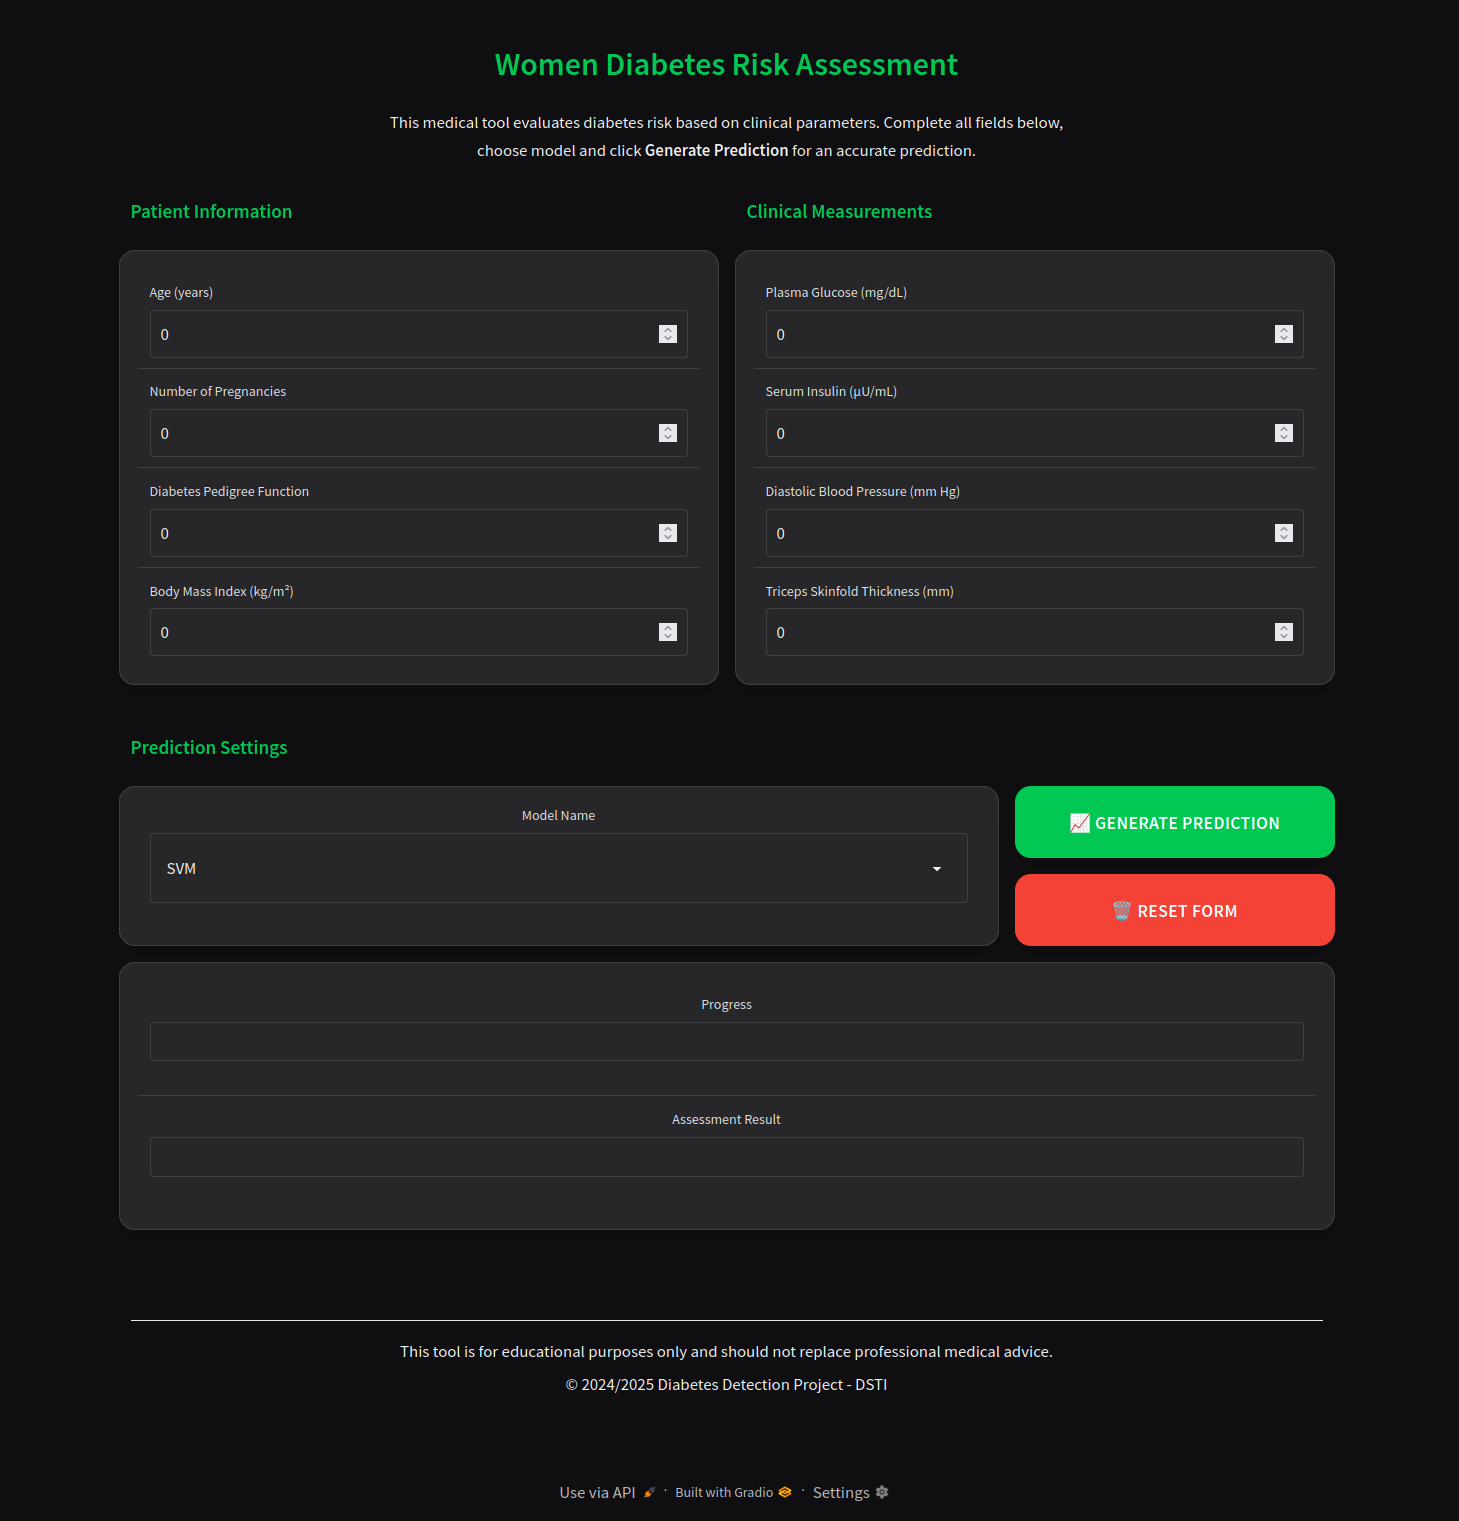 Women Diabetes Risk Assessment
This medical tool evaluates diabetes risk based on clinical parameters. Complete all fields below,
choose model and click Generate Prediction for an accurate prediction.
Patient Information
Age (years)
0
Number of Pregnancies
0
Diabetes Pedigree Function
0
Body Mass Index (kg/m²)
0
Clinical Measurements
Plasma Glucose (mg/dL)
0
Serum Insulin (μU/mL)
0
Diastolic Blood Pressure (mm Hg)
0
Triceps Skinfold Thickness (mm)
0
Prediction Settings
Model Name
SVM
📈 GENERATE PREDICTION
🗑️ RESET FORM
Progress
Assessment Result
This tool is for educational purposes only and should not replace professional medical advice.
© 2024/2025 Diabetes Detection Project - DSTI
Use via API 🚀 · Built with Gradio · Settings ⚙️